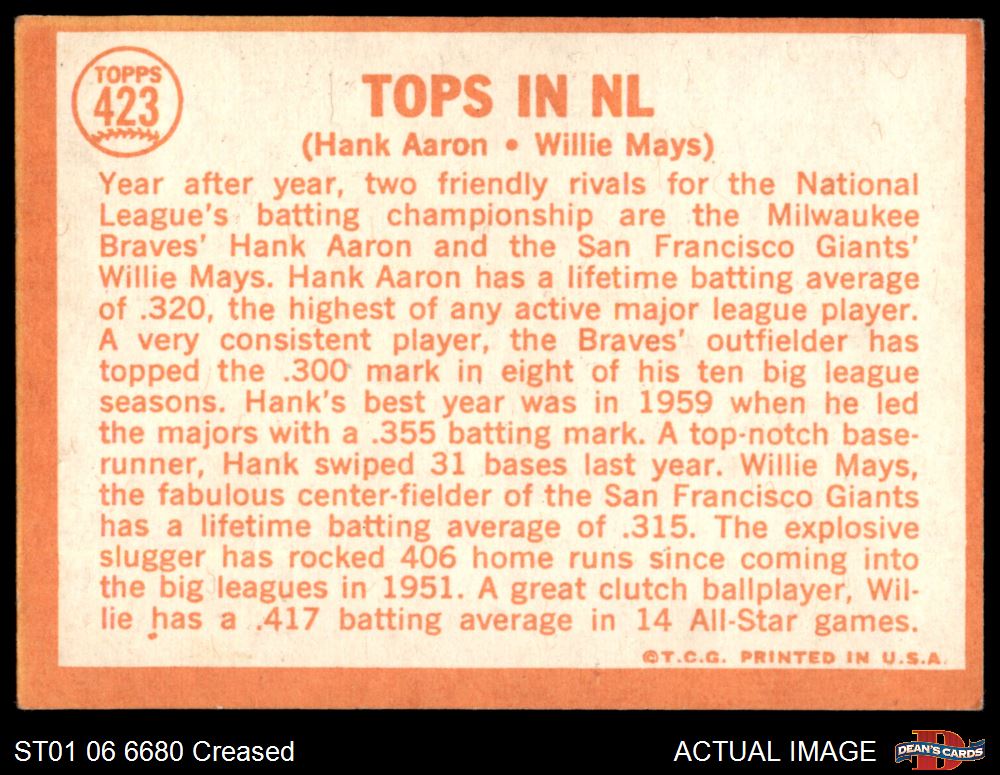 TOPPS
423
TOPS IN NL
(Hank Aaron • Willie Mays)
Year after year, two friendly rivals for the National
League's batting championship are the Milwaukee
Braves' Hank Aaron and the San Francisco Giants'
Willie Mays. Hank Aaron has a lifetime batting average
of .320, the highest of any active major league player.
A very consistent player, the Braves' outfielder has
topped the .300 mark in eight of his ten big league
seasons. Hank's best year was in 1959 when he led
the majors with a .355 batting mark. A top-notch base-
runner, Hank swiped 31 bases last year. Willie Mays,
the fabulous center-fielder of the San Francisco Giants
has a lifetime batting average of .315. The explosive
slugger has rocked 406 home runs since coming into
the big leagues in 1951. A great clutch ballplayer, Wil-
lie has a .417 batting average in 14 All-Star games.
©T.C.G. PRINTED IN U.S.A.
ST01 06 6680 Creased
ACTUAL IMAGE
D
DEAN'S CARDS